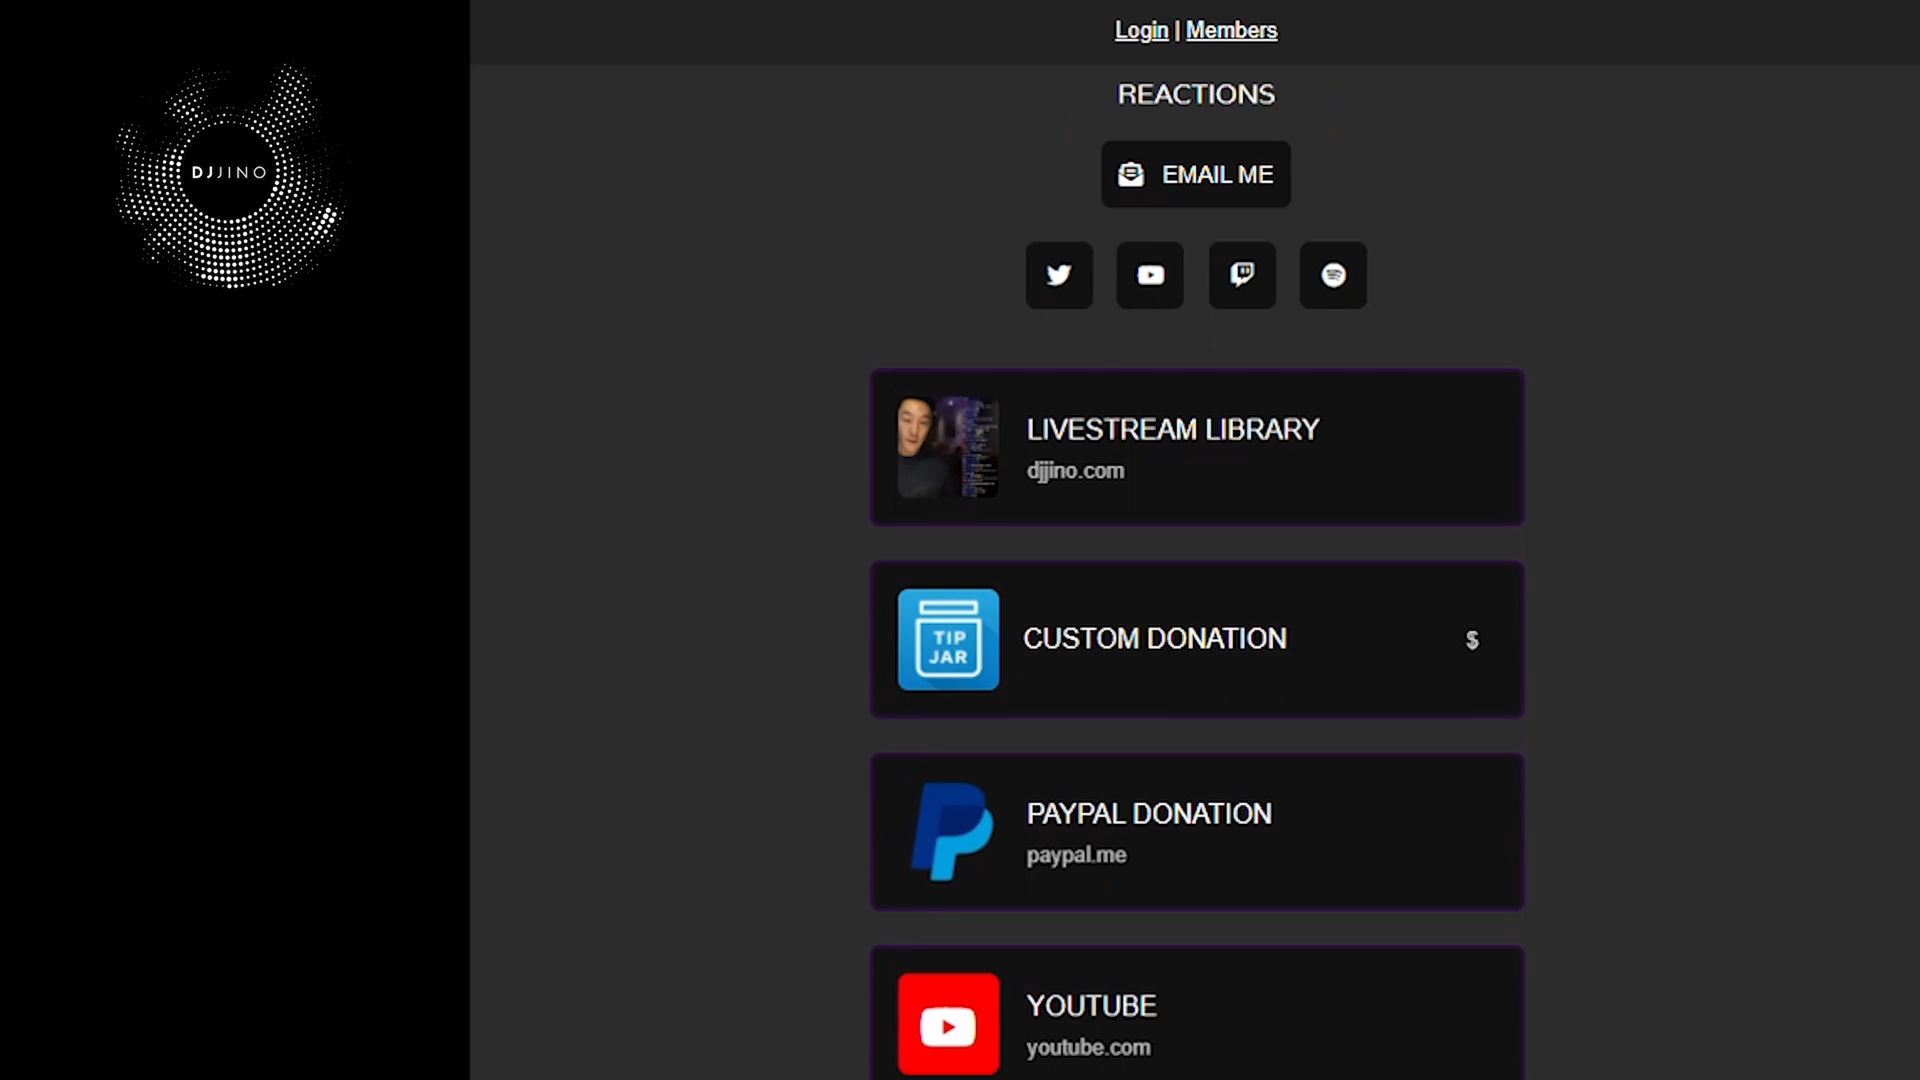 DJJINO
Login | Members
REACTIONS
EMAIL ME
LIVESTREAM LIBRARY
djjino.com
TIP
JAR
CUSTOM DONATION
$
PAYPAL DONATION
paypal.me
YOUTUBE
youtube.com